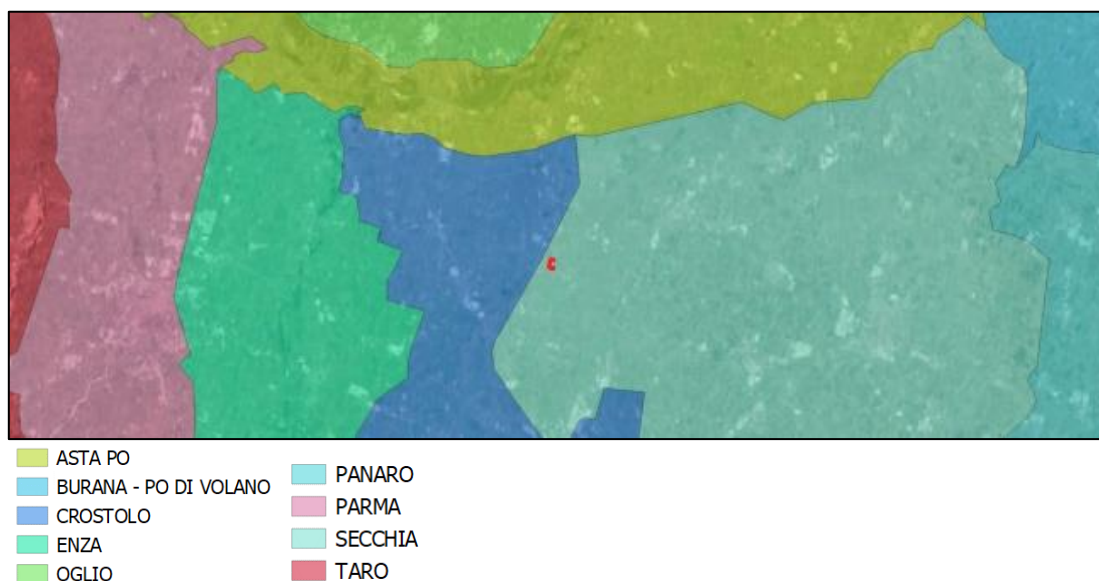 ASTA PO
BURANA - PO DI VOLANO
CROSTOLO
ENZA
OGLIO
PANARO
PARMA
SECCHIA
TARO